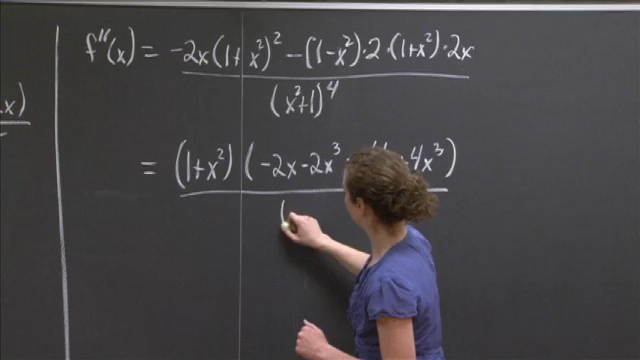 f''(x) = -2x(1+x²)² - (1-x²)·2·(1+x²)·2x
(x²+1)⁴
x)
= (1+x²)(-2x-2x³ 4x³)
(